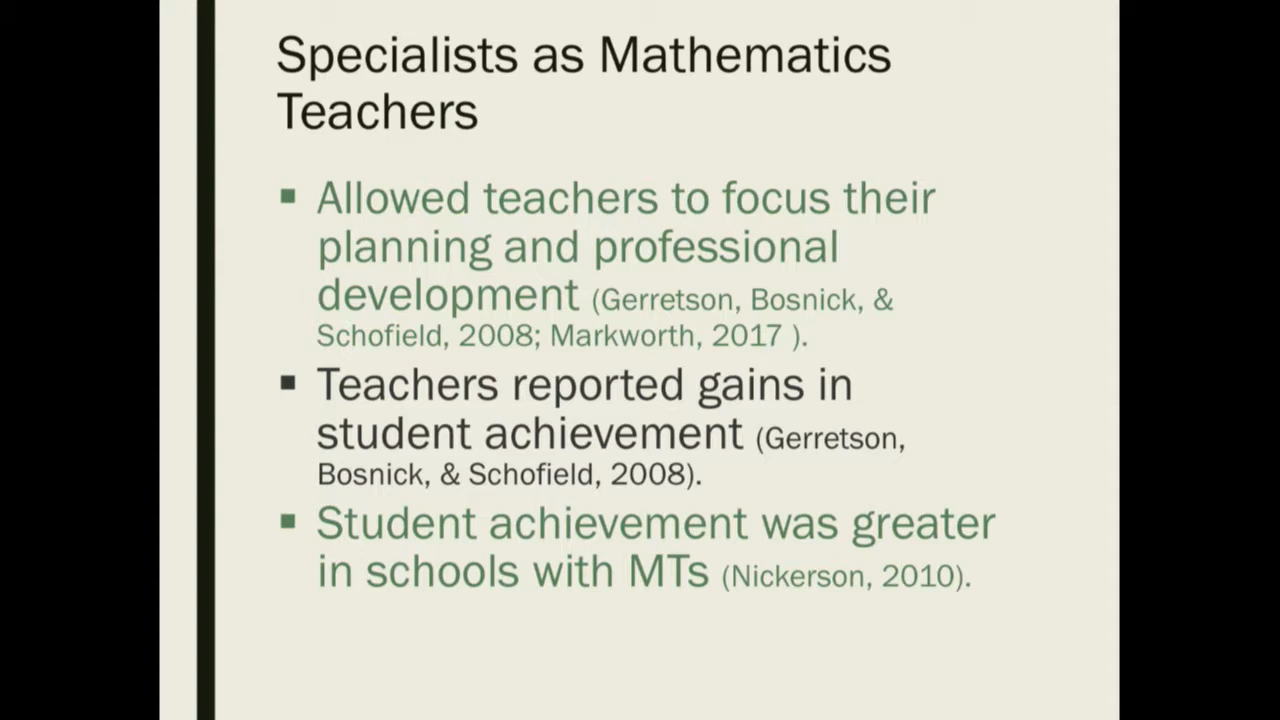 Specialists as Mathematics
Teachers
▪ Allowed teachers to focus their
planning and professional
development (Gerretson, Bosnick, &
Schofield, 2008; Markworth, 2017 ).
▪ Teachers reported gains in
student achievement (Gerretson,
Bosnick, & Schofield, 2008).
▪ Student achievement was greater
in schools with MTs (Nickerson, 2010).